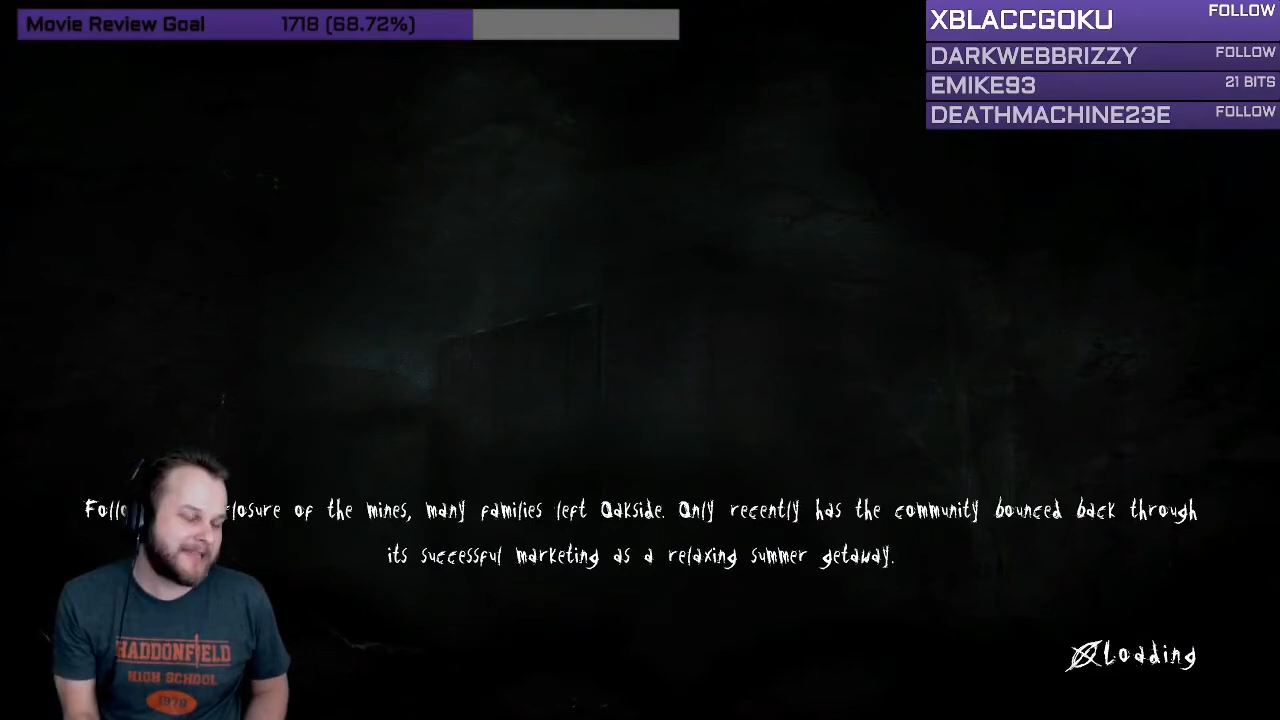 Movie Review Goal 1718 (68.72%)
XBLACCGOKU FOLLOW
DARKWEBBRIZZY FOLLOW
EMIKE93 21 BITS
DEATHMACHINE23E FOLLOW
of the mines, many families left Oakside. Only recently has the community bounced back through
its successful marketing as a relaxing summer getaway.
HADDONFIELD
HIGH SCHOOL
1978
Loading